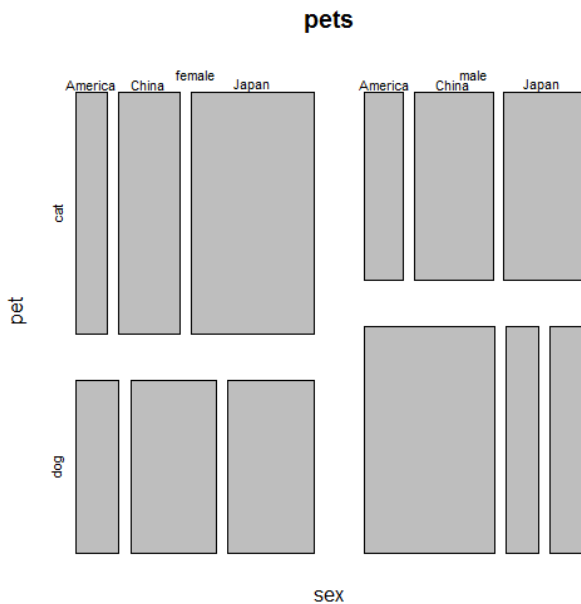 pets
female male
America China Japan America China Japan
cat
pet
dog
sex